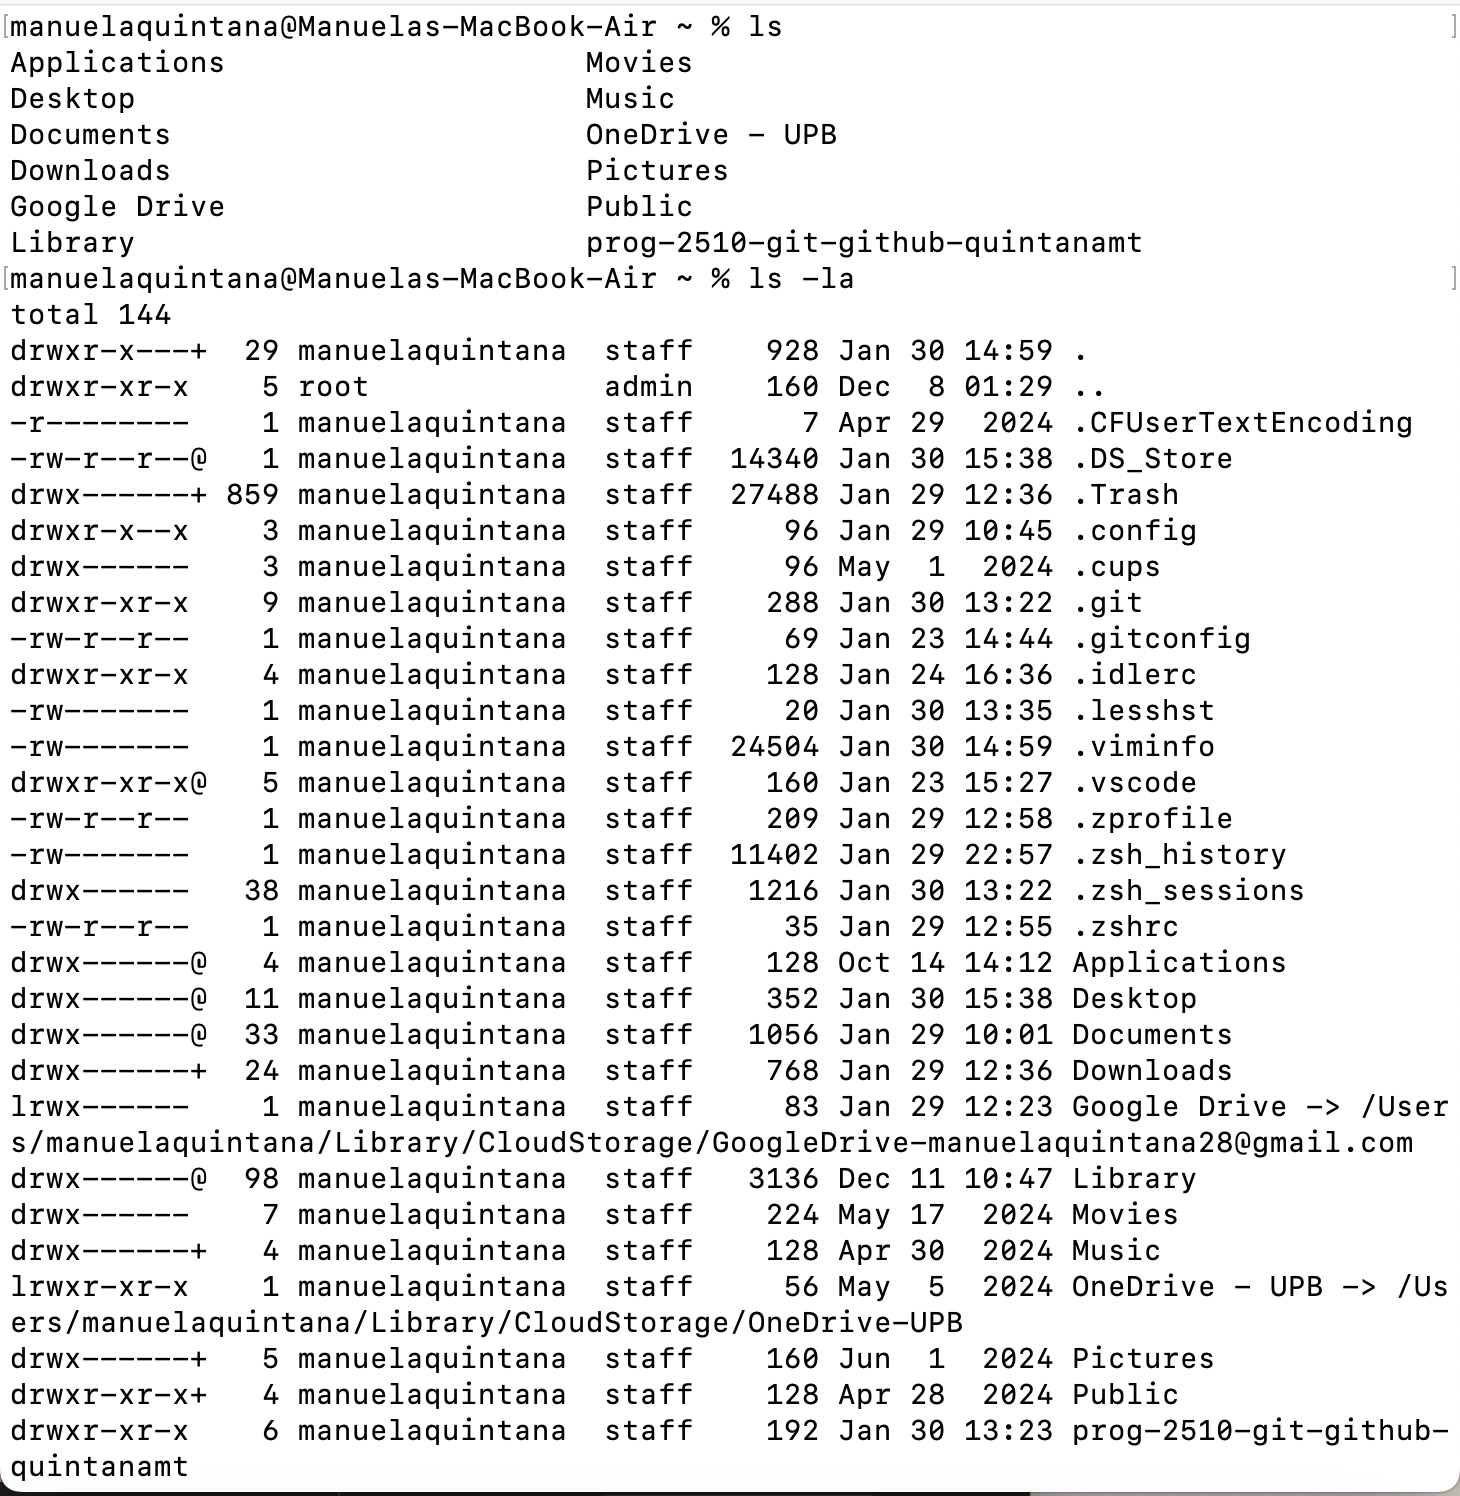 manuelaquintana@Manuelas-MacBook-Air ~ % ls
Applications                    Movies
Desktop                         Music
Documents                       OneDrive - UPB
Downloads                       Pictures
Google Drive                    Public
Library                         prog-2510-git-github-quintanamt
manuelaquintana@Manuelas-MacBook-Air ~ % ls -la
total 144
drwxr-x---+  29 manuelaquintana  staff    928 Jan 30 14:59 .
drwxr-xr-x    5 root             admin    160 Dec  8 01:29 ..
-r--------    1 manuelaquintana  staff      7 Apr 29  2024 .CFUserTextEncoding
-rw-r--r--@   1 manuelaquintana  staff  14340 Jan 30 15:38 .DS_Store
drwx------+ 859 manuelaquintana  staff  27488 Jan 29 12:36 .Trash
drwxr-x--x    3 manuelaquintana  staff     96 Jan 29 10:45 .config
drwx------    3 manuelaquintana  staff     96 May  1  2024 .cups
drwxr-xr-x    9 manuelaquintana  staff    288 Jan 30 13:22 .git
-rw-r--r--    1 manuelaquintana  staff     69 Jan 23 14:44 .gitconfig
drwxr-xr-x    4 manuelaquintana  staff    128 Jan 24 16:36 .idlerc
-rw-------    1 manuelaquintana  staff     20 Jan 30 13:35 .lesshst
-rw-------    1 manuelaquintana  staff  24504 Jan 30 14:59 .viminfo
drwxr-xr-x@   5 manuelaquintana  staff    160 Jan 23 15:27 .vscode
-rw-r--r--    1 manuelaquintana  staff    209 Jan 29 12:58 .zprofile
-rw-------    1 manuelaquintana  staff  11402 Jan 29 22:57 .zsh_history
drwx------   38 manuelaquintana  staff   1216 Jan 30 13:22 .zsh_sessions
-rw-r--r--    1 manuelaquintana  staff     35 Jan 29 12:55 .zshrc
drwx------@   4 manuelaquintana  staff    128 Oct 14 14:12 Applications
drwx------@  11 manuelaquintana  staff    352 Jan 30 15:38 Desktop
drwx------@  33 manuelaquintana  staff   1056 Jan 29 10:01 Documents
drwx------+  24 manuelaquintana  staff    768 Jan 29 12:36 Downloads
lrwx------    1 manuelaquintana  staff     83 Jan 29 12:23 Google Drive -> /User
s/manuelaquintana/Library/CloudStorage/GoogleDrive-manuelaquintana28@gmail.com
drwx------@  98 manuelaquintana  staff   3136 Dec 11 10:47 Library
drwx------    7 manuelaquintana  staff    224 May 17  2024 Movies
drwx------+   4 manuelaquintana  staff    128 Apr 30  2024 Music
lrwxr-xr-x    1 manuelaquintana  staff     56 May  5  2024 OneDrive - UPB -> /Us
ers/manuelaquintana/Library/CloudStorage/OneDrive-UPB
drwx------+   5 manuelaquintana  staff    160 Jun  1  2024 Pictures
drwxr-xr-x+   4 manuelaquintana  staff    128 Apr 28  2024 Public
drwxr-xr-x    6 manuelaquintana  staff    192 Jan 30 13:23 prog-2510-git-github-
quintanamt